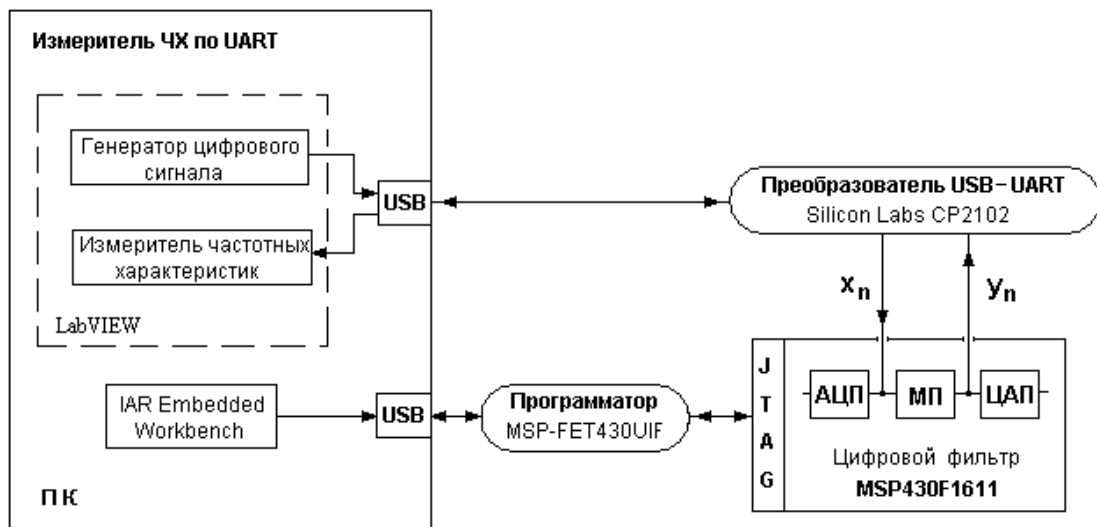 Измеритель ЧХ по UART
Генератор цифрового
сигнала
USB
Измеритель частотных
характеристик
LabVIEW
Преобразователь USB–UART
Silicon Labs CP2102
xn
yn
IAR Embedded
Workbench
USB
Программатор
MSP-FET430UIF
J
T
A
G
АЦП
МП
ЦАП
Цифровой фильтр
MSP430F1611
ПК